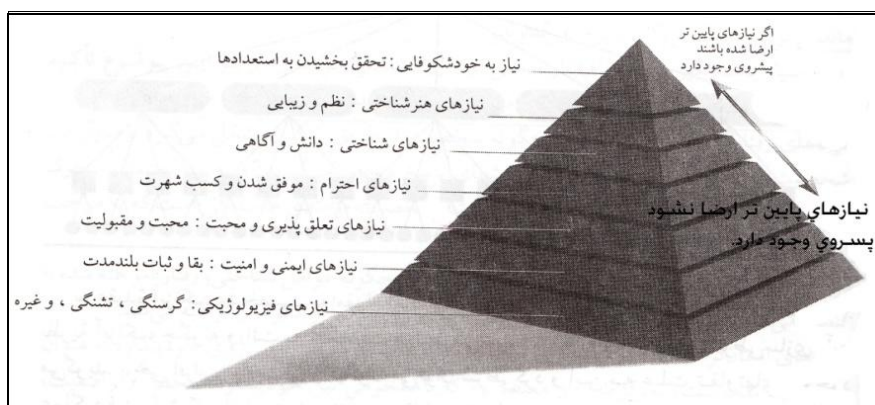 اگر نیازهای پایین تر
ارضا شده باشند
پیشروی وجود دارد
نیاز به خودشکوفایی : تحقق بخشیدن به استعدادها
نیازهای هنرشناختی : نظم و زیبایی
نیازهای شناختی : دانش و آگاهی
نیازهای احترام : موفق شدن و کسب شهرت
نیازهای تعلق پذیری و محبت : محبت و مقبولیت
نیازهای ایمنی و امنیت : بقا و ثبات بلندمدت
نیازهای فیزیولوژیکی : گرسنگی ، تشنگی ، و غیره
نیازهاي پایین تر ارضا نشود
پسروي وجود دارد.